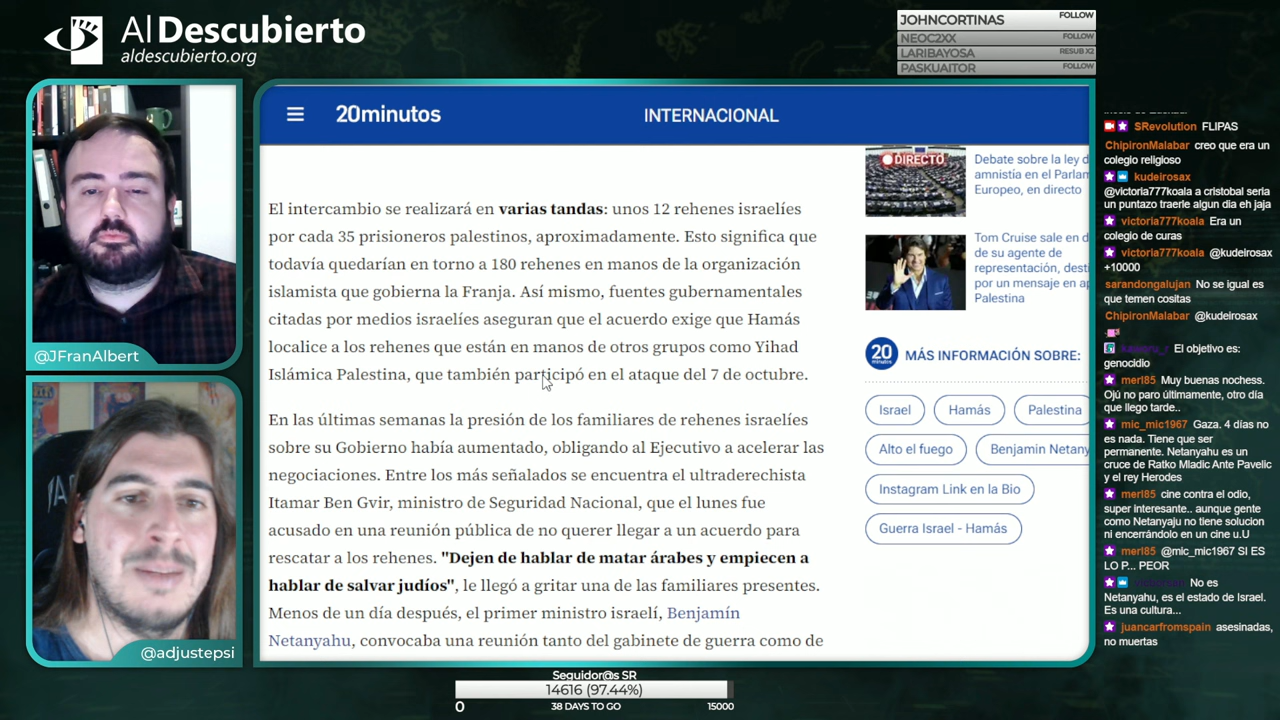 Al Descubierto
aldescubierto.org
JOHNCORTINAS FOLLOW
NEOC2XX FOLLOW
LARIBAYOSA RESUB X2
PASKUAITOR FOLLOW
@JFranAlbert
@adjustepsi
20minutos
INTERNACIONAL
El intercambio se realizará en varias tandas: unos 12 rehenes israelíes
por cada 35 prisioneros palestinos, aproximadamente. Esto significa que
todavía quedarían en torno a 180 rehenes en manos de la organización
islamista que gobierna la Franja. Así mismo, fuentes gubernamentales
citadas por medios israelíes aseguran que el acuerdo exige que Hamás
localice a los rehenes que están en manos de otros grupos como Yihad
Islámica Palestina, que también participó en el ataque del 7 de octubre.
En las últimas semanas la presión de los familiares de rehenes israelíes
sobre su Gobierno había aumentado, obligando al Ejecutivo a acelerar las
negociaciones. Entre los más señalados se encuentra el ultraderechista
Itamar Ben Gvir, ministro de Seguridad Nacional, que el lunes fue
acusado en una reunión pública de no querer llegar a un acuerdo para
rescatar a los rehenes. "Dejen de hablar de matar árabes y empiecen a
hablar de salvar judíos", le llegó a gritar una de las familiares presentes.
Menos de un día después, el primer ministro israelí, Benjamín
Netanyahu, convocaba una reunión tanto del gabinete de guerra como de
DIRECTO
Debate sobre la ley d
amnistía en el Parlam
Europeo, en directo
Tom Cruise sale en d
de su agente de
representación, desti
por un mensaje en ap
Palestina
20
minutos
MÁS INFORMACIÓN SOBRE:
Israel
Hamás
Palestina
Alto el fuego
Benjamin Netany
Instagram Link en la Bio
Guerra Israel - Hamás
SRevolution FLIPAS
ChipironMalabar creo que era un
colegio religioso
kudeirosax
@victoria777koala a cristobal seria
un puntazo traerle algun dia eh jaja
victoria777koala Era un
colegio de curas
victoria777koala @kudeirosax
+10000
sarandongalujan No se igual es
que temen cositas
ChipironMalabar @kudeirosax
El objetivo es:
genocidio
merl85 Muy buenas nochess.
Ojú no paro últimamente, otro día
que llego tarde..
mic_mic1967 Gaza. 4 días no
es nada. Tiene que ser
permanente. Netanyahu es un
cruce de Ratko Mladic Ante Pavelic
y el rey Herodes
merl85 cine contra el odio,
super interesante.. aunque gente
como Netanyaju no tiene solucion
ni encerrándolo en un cine u.U
merl85 @mic_mic1967 SI ES
LO P... PEOR
No es
Netanyahu, es el estado de Israel.
Es una cultura...
juancarfromspain asesinadas,
no muertas
Seguidor@s SR
14616 (97.44%)
0 38 DAYS TO GO 15000